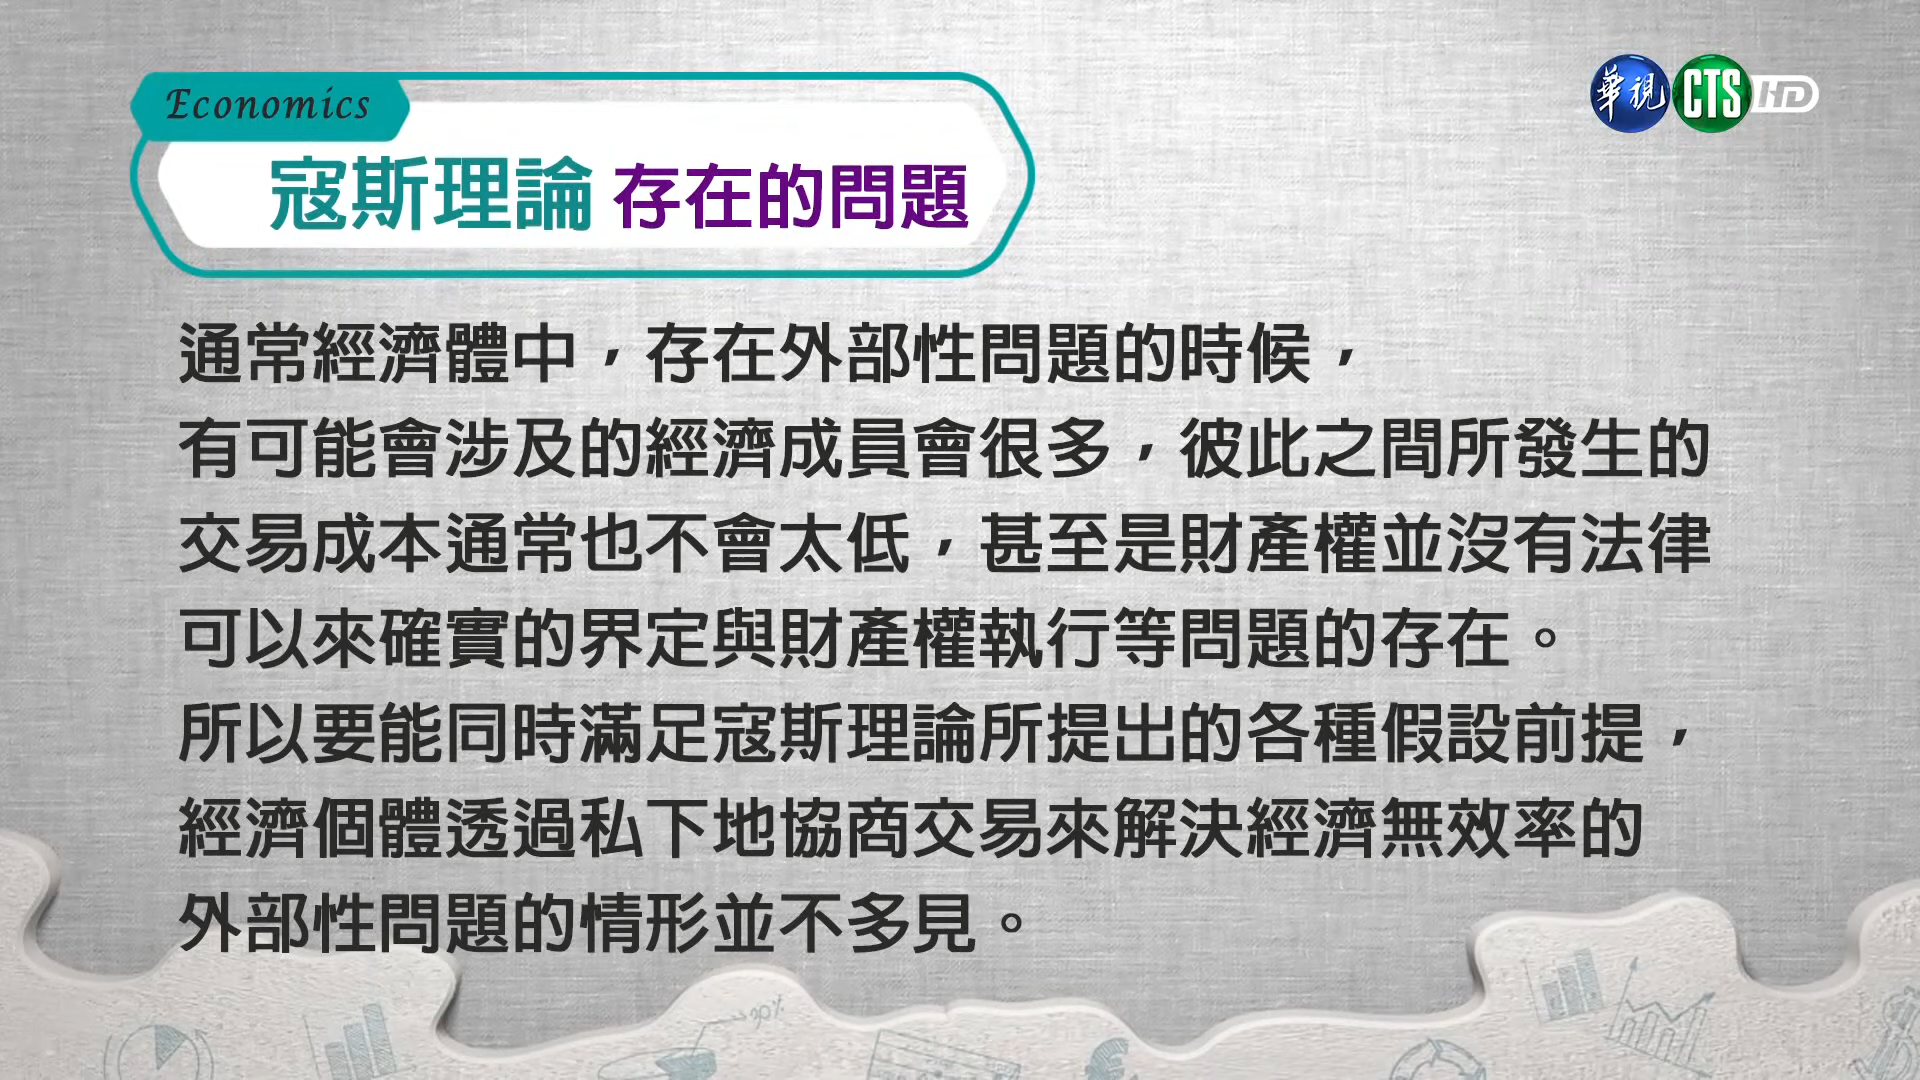 Economics
華視 CTS HD
寇斯理論 存在的問題
通常經濟體中，存在外部性問題的時候，
有可能會涉及的經濟成員會很多，彼此之間所發生的
交易成本通常也不會太低，甚至是財產權並沒有法律
可以來確實的界定與財產權執行等問題的存在。
所以要能同時滿足寇斯理論所提出的各種假設前提，
經濟個體透過私下地協商交易來解決經濟無效率的
外部性問題的情形並不多見。
30%